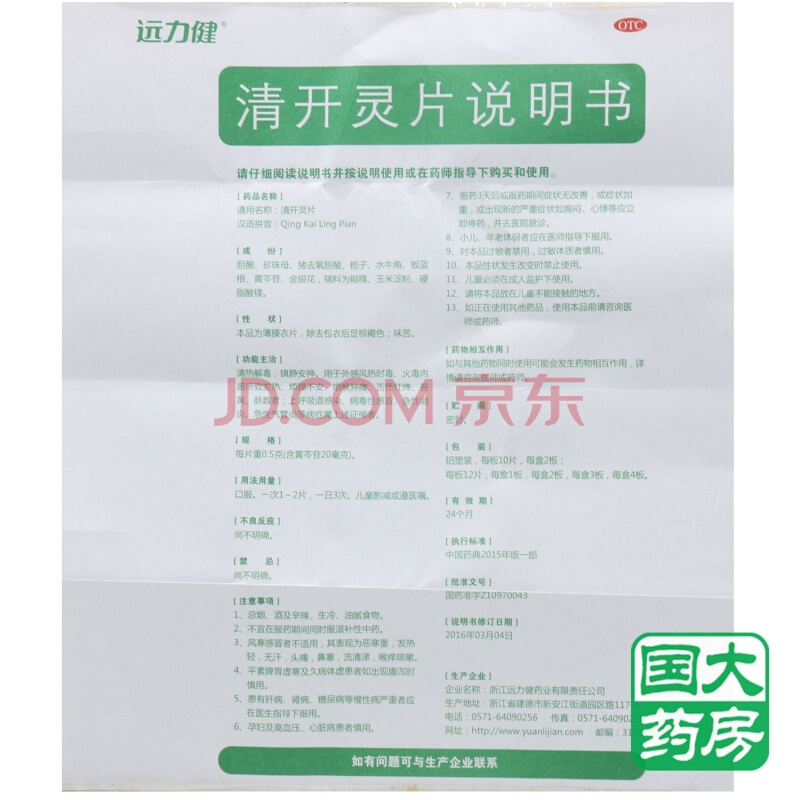 远力健®
OTC
清开灵片说明书
请仔细阅读说明书并按说明使用或在药师指导下购买和使用。
[药品名称]
通用名称：清开灵片
汉语拼音：Qing Kai Ling Pian
[成 份]
胆酸、珍珠母、猪去氧胆酸、栀子、水牛角、板蓝
根、黄芩苷、金银花，辅料为糊精、玉米淀粉、硬
脂酸镁。
[性 状]
本品为薄膜衣片，除去包衣后显棕褐色；味苦。
[功能主治]
清热解毒，镇静安神。用于外感风热时毒、火毒内
盛所致发热、烦躁不安、咽喉肿痛、舌质红绛、苔
黄、脉数者；上呼吸道感染、病毒性感冒、急性咽
炎、急性气管炎等病症属上述证候者。
[规 格]
每片重0.5克(含黄芩苷20毫克)。
[用法用量]
口服。一次1～2片，一日3次。儿童酌减或遵医嘱。
[不良反应]
尚不明确。
[禁 忌]
尚不明确。
[注意事项]
1、忌烟、酒及辛辣、生冷、油腻食物。
2、不宜在服药期间同时服滋补性中药。
3、风寒感冒者不适用，其表现为恶寒重，发热
轻，无汗，头痛，鼻塞，流清涕，喉痒咳嗽。
4、平素脾胃虚寒及久病体虚患者如出现腹泻时
慎用。
5、患有肝病、肾病、糖尿病等慢性病严重者应
在医生指导下服用。
6、孕妇及高血压、心脏病患者慎用。
7、服药3天后或服药期间症状无改善，或症状加
重，或出现新的严重症状如胸闷、心悸等应立
即停药，并去医院就诊。
8、小儿、年老体弱者应在医师指导下服用。
9、对本品过敏者禁用，过敏体质者慎用。
10、本品性状发生改变时禁止使用。
11、儿童必须在成人监护下使用。
12、请将本品放在儿童不能接触的地方。
13、如正在使用其他药品，使用本品前请咨询医
师或药师。
[药物相互作用]
如与其他药物同时使用可能会发生药物相互作用，详
情请咨询医师或药师。
[贮 藏]
密封。
[包 装]
铝塑装，每板10片，每盒2板；
每板12片，每盒1板，每盒2板，每盒3板，每盒4板。
[有 效 期]
24个月
[执行标准]
中国药典2015年版一部
[批准文号]
国药准字Z10970043
[说明书修订日期]
2016年03月04日
[生产企业]
企业名称：浙江远力健药业有限责任公司
生产地址：浙江省建德市新安江街道园区路117
电话：0571-64090256 传真：0571-64090
网址：http://www.yuanlijian.com 邮编：31
如有问题可与生产企业联系
JD.COM 京东
国大
药房